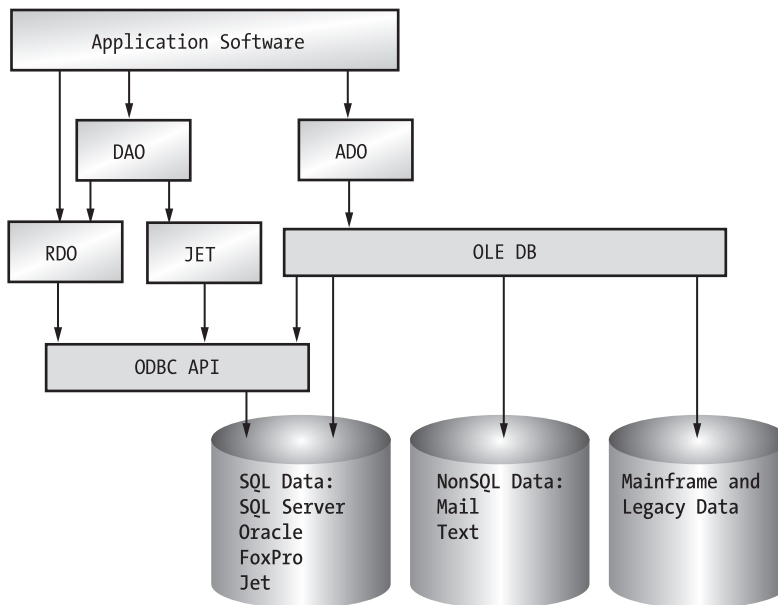 Application Software
DAO
ADO
RDO
JET
OLE DB
ODBC API
SQL Data:
SQL Server
Oracle
FoxPro
Jet
NonSQL Data:
Mail
Text
Mainframe and
Legacy Data